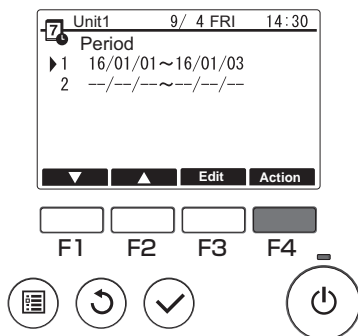 7 Unit1 9/ 4 FRI 14:30
Period
1 16/01/01~16/01/03
2 --/--/--~--/--/--
▼ ▲ Edit Action
F1 F2 F3 F4